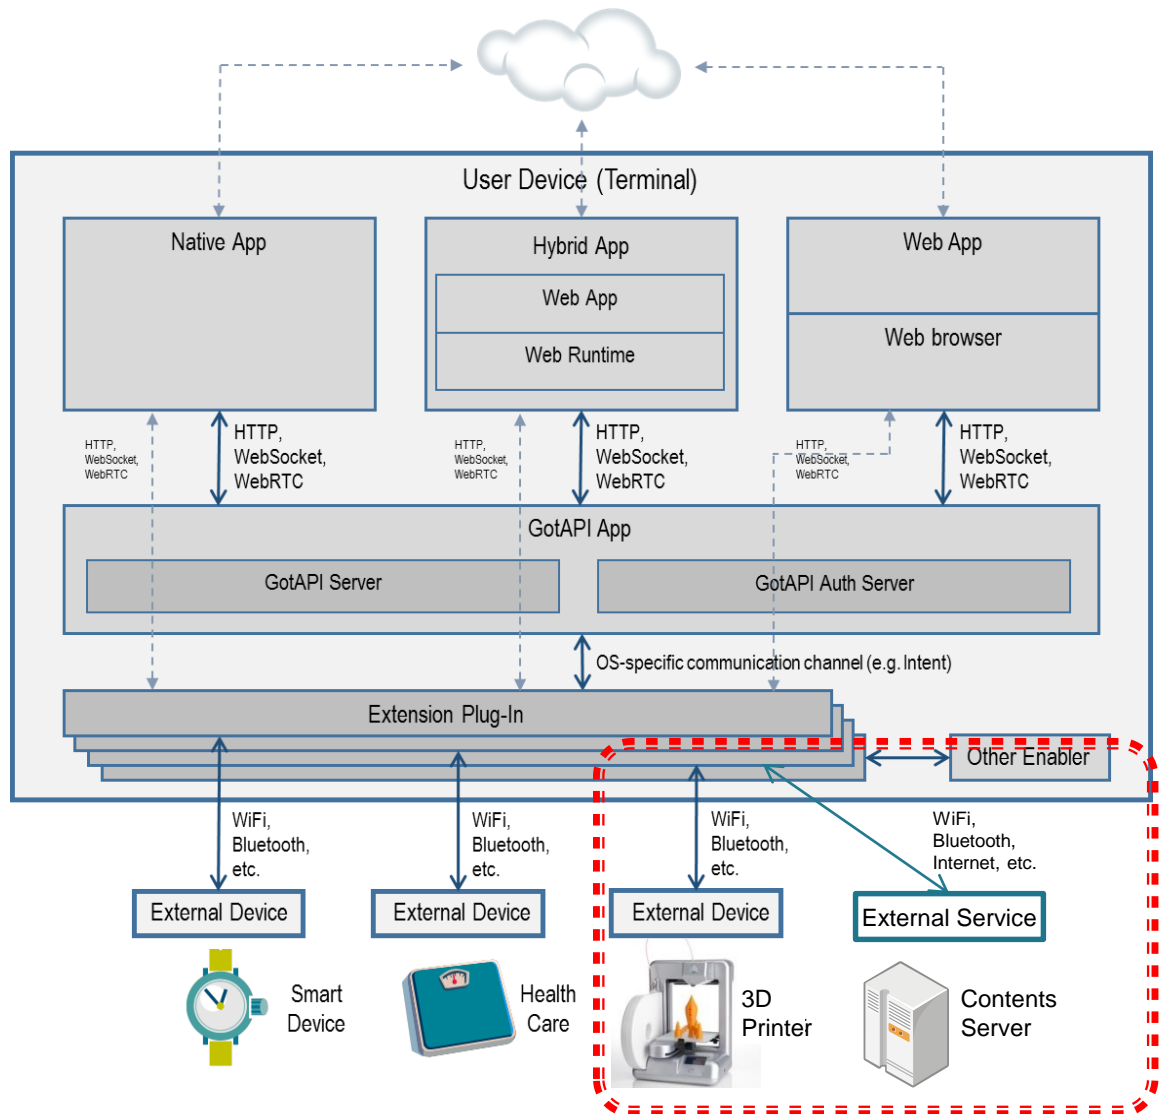 User Device (Terminal)
Native App
Hybrid App
Web App
Web App
Web Runtime
Web browser
HTTP,
WebSocket,
WebRTC
HTTP,
WebSocket,
WebRTC
HTTP,
WebSocket,
WebRTC
HTTP,
WebSocket,
WebRTC
HTTP,
WebSocket,
WebRTC
HTTP,
WebSocket,
WebRTC
GotAPI App
GotAPI Server
GotAPI Auth Server
OS-specific communication channel (e.g. Intent)
Extension Plug-In
Other Enabler
WiFi,
Bluetooth,
etc.
WiFi,
Bluetooth,
etc.
WiFi,
Bluetooth,
etc.
WiFi,
Bluetooth,
Internet, etc.
External Device
External Device
External Device
External Service
Smart
Device
Health
Care
3D
Printer
Contents
Server